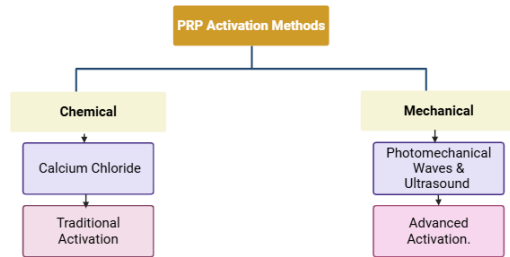 PRP Activation Methods
Chemical
Mechanical
Calcium Chloride
Photomechanical
Waves &
Ultrasound
Traditional
Activation
Advanced
Activation.